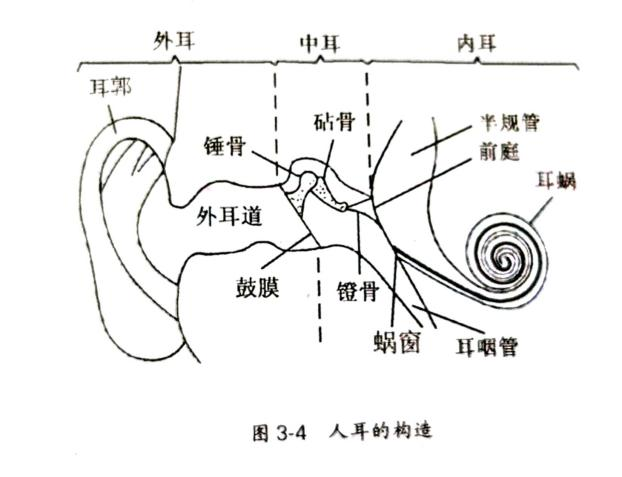 外耳 中耳 内耳
耳郭
砧骨
半规管
锤骨
前庭
耳蜗
外耳道
鼓膜
镫骨
蜗窗
耳咽管
图 3-4 人耳的构造